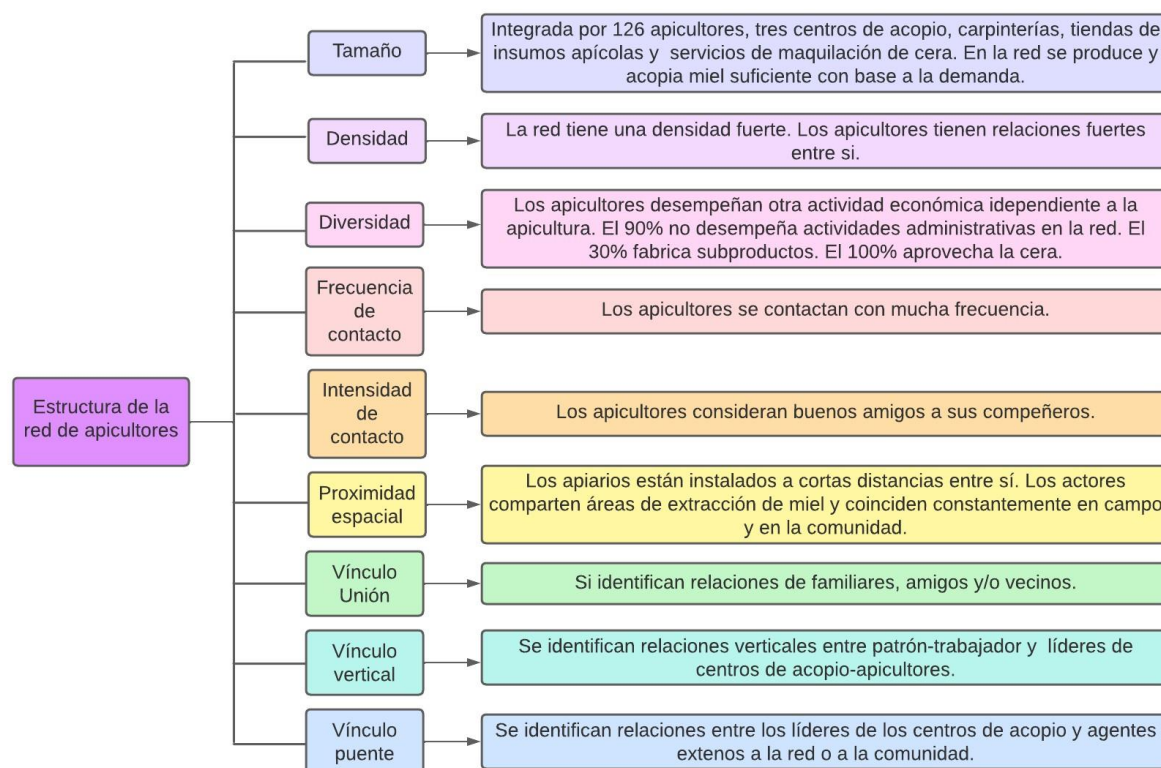 Estructura de la
red de apicultores
Tamaño
Integrada por 126 apicultores, tres centros de acopio, carpinterías, tiendas de
insumos apícolas y servicios de maquilación de cera. En la red se produce y
acopia miel suficiente con base a la demanda.
Densidad
La red tiene una densidad fuerte. Los apicultores tienen relaciones fuertes
entre si.
Diversidad
Los apicultores desempeñan otra actividad económica idependiente a la
apicultura. El 90% no desempeña actividades administrativas en la red. El
30% fabrica subproductos. El 100% aprovecha la cera.
Frecuencia
de
contacto
Los apicultores se contactan con mucha frecuencia.
Intensidad
de
contacto
Los apicultores consideran buenos amigos a sus compeñeros.
Proximidad
espacial
Los apiarios están instalados a cortas distancias entre sí. Los actores
comparten áreas de extracción de miel y coinciden constantemente en campo
y en la comunidad.
Vínculo
Unión
Si identifican relaciones de familiares, amigos y/o vecinos.
Vínculo
vertical
Se identifican relaciones verticales entre patrón-trabajador y líderes de
centros de acopio-apicultores.
Vínculo
puente
Se identifican relaciones entre los líderes de los centros de acopio y agentes
extenos a la red o a la comunidad.